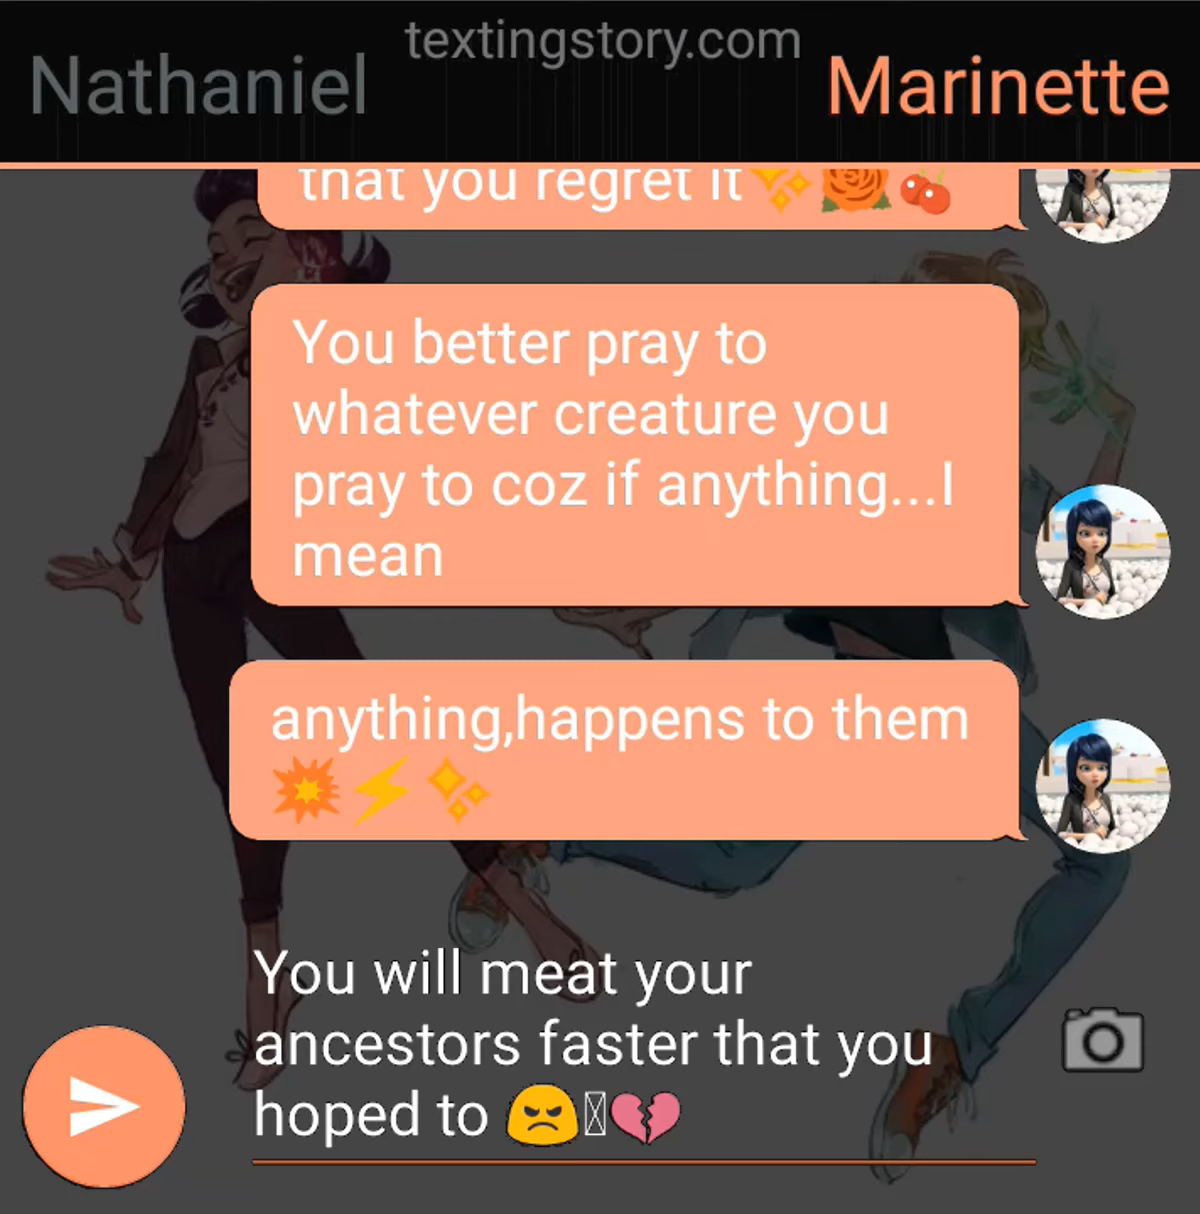 textingstory.com
Nathaniel
Marinette
that you regret it✨🌹🍒
You better pray to
whatever creature you
pray to coz if anything...I
mean
anything,happens to them
💥⚡✨
You will meat your
ancestors faster that you
hoped to 😠💔